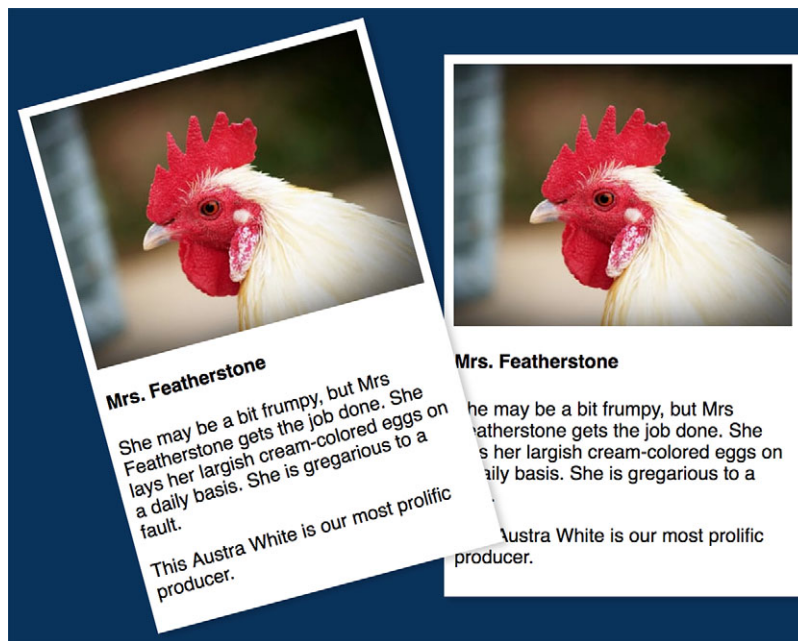 Mrs. Featherstone
She may be a bit frumpy, but Mrs
Featherstone gets the job done. She
lays her largish cream-colored eggs on
a daily basis. She is gregarious to a
fault.
This Austra White is our most prolific
producer.
Mrs. Featherstone
he may be a bit frumpy, but Mrs
eatherstone gets the job done. She
s her largish cream-colored eggs on
aily basis. She is gregarious to a
.
Austra White is our most prolific
producer.